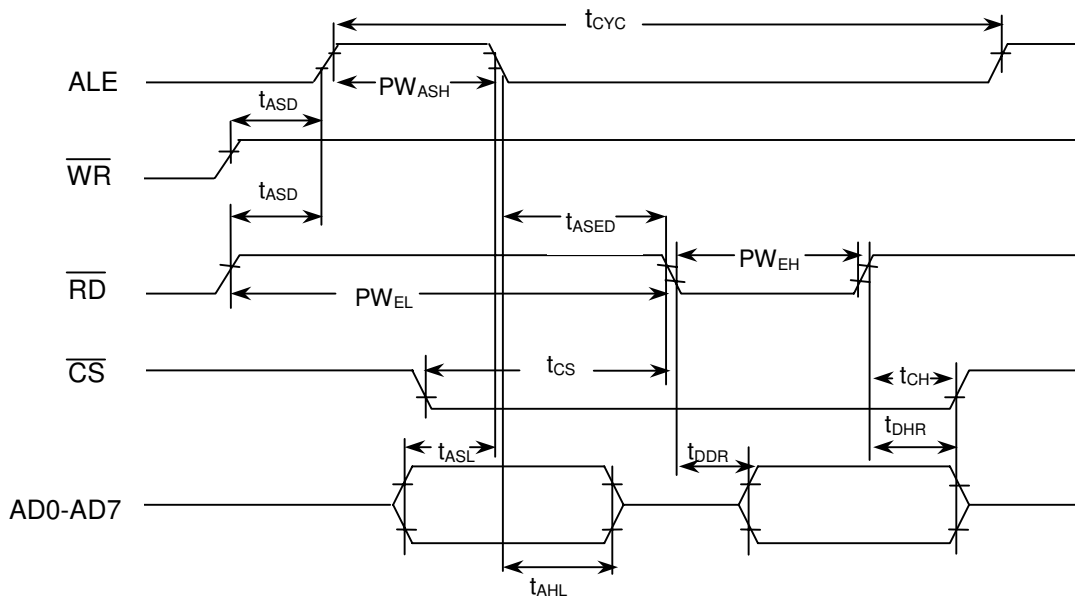 tCYC
ALE
PWASH
tASD
WR
tASD
tASED
PWEH
RD
PWEL
CS
tCS
tCH
tDHR
tASL
tDDR
AD0-AD7
tAHL